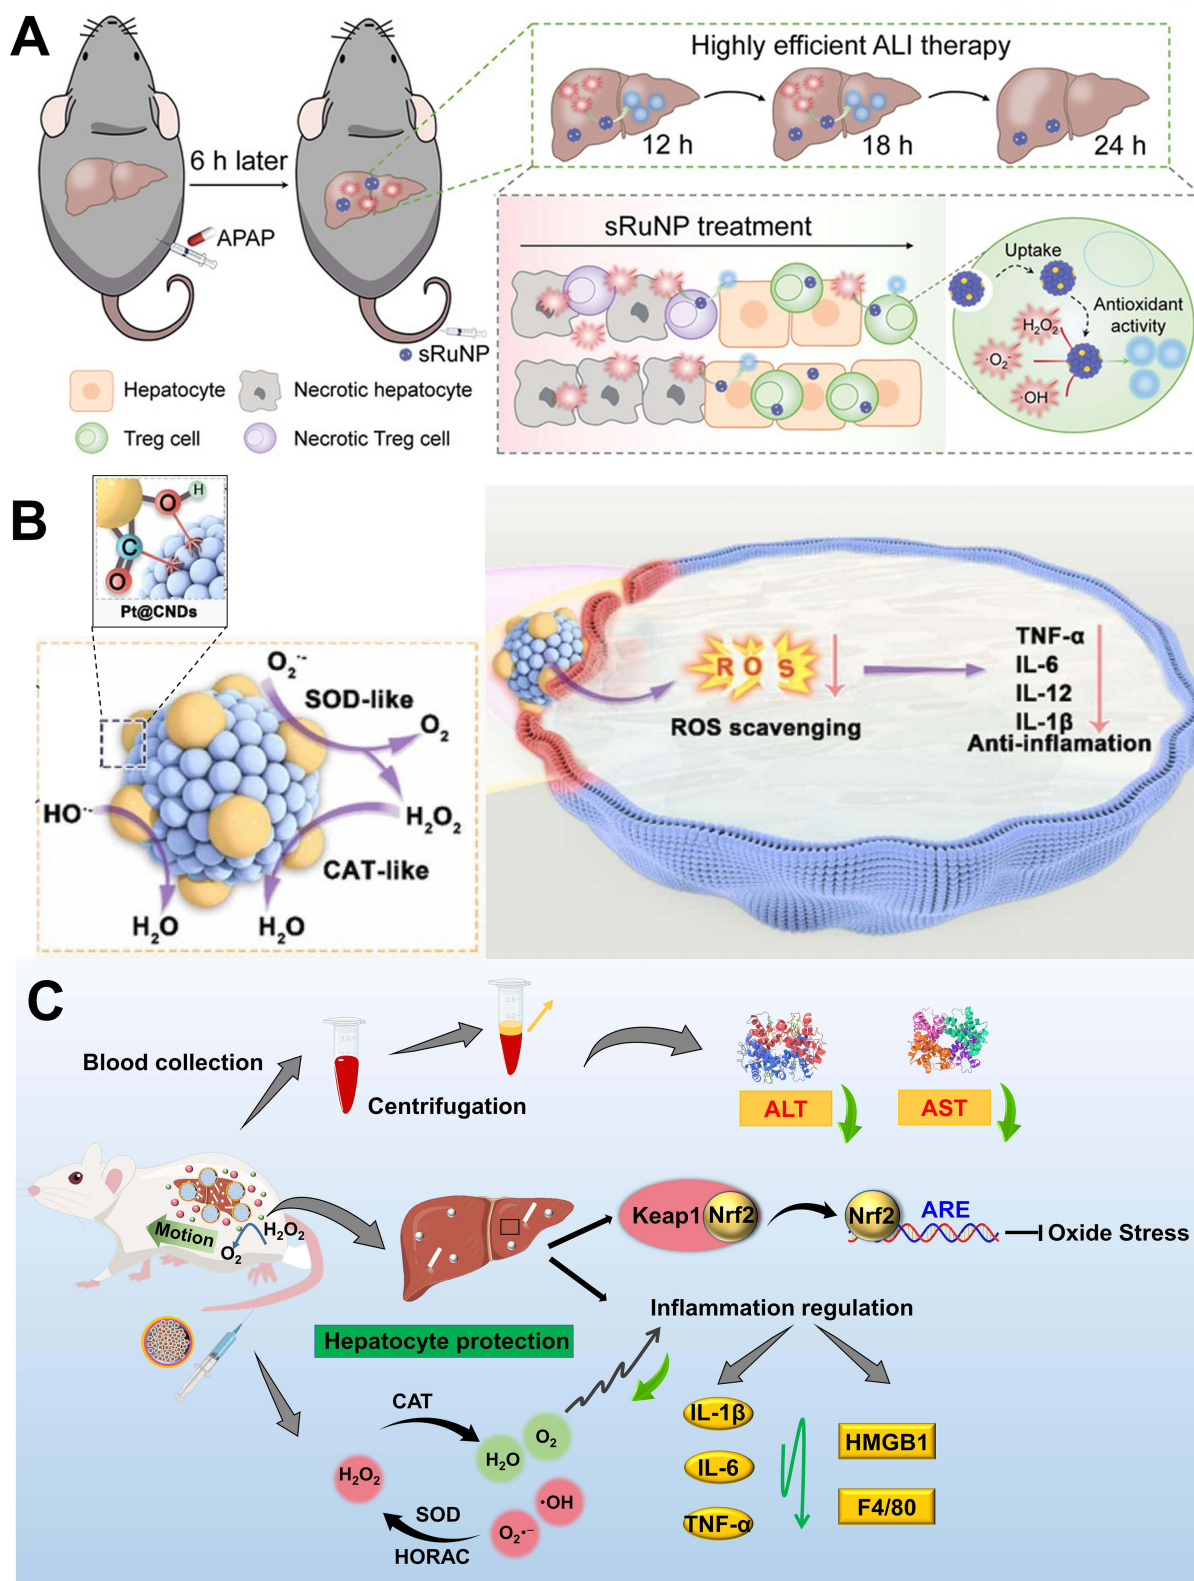 A
6 h later
APAP
sRuNP
Hepatocyte
Necrotic hepatocyte
Treg cell
Necrotic Treg cell
Highly efficient ALI therapy
12 h
18 h
24 h
sRuNP treatment
Uptake
Antioxidant
activity
H₂O₂
·O₂⁻
·OH
B
O
H
C
O
Pt@CNDs
O₂˙⁻
SOD-like
O₂
HO˙⁻
H₂O₂
CAT-like
H₂O
H₂O
ROS
ROS scavenging
TNF-α
IL-6
IL-12
IL-1β
Anti-inflamation
C
Blood collection
Centrifugation
ALT
AST
Motion
O₂
H₂O₂
Keap1
Nrf2
Nrf2
ARE
Oxide Stress
Hepatocyte protection
Inflammation regulation
CAT
H₂O₂
H₂O
O₂
SOD
HORAC
O₂•−
•OH
IL-1β
IL-6
TNF-α
HMGB1
F4/80